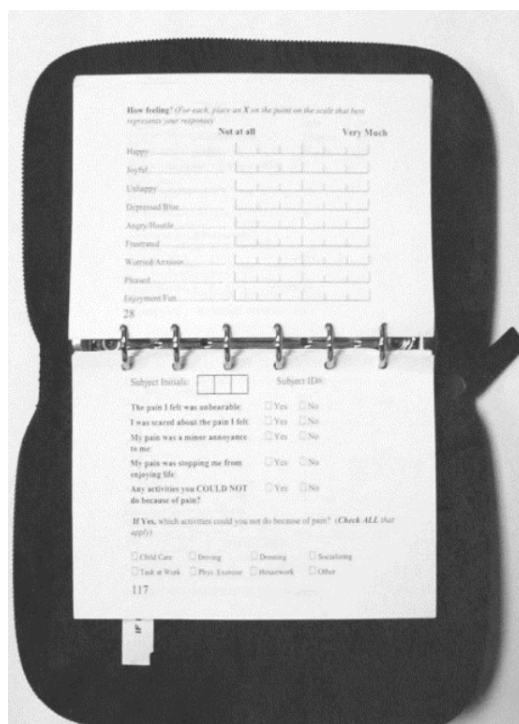 How feeling? (For each, place an X on the point on the scale that best
represents your response)
Not at all Very Much
Happy
Joyful
Unhappy
Depressed/Blue
Angry/Hostile
Frustrated
Worried/Anxious
Pleased
Enjoyment/Fun
28
Subject Initials: Subject ID#:
The pain I felt was unbearable: Yes No
I was scared about the pain I felt: Yes No
My pain was a minor annoyance
to me: Yes No
My pain was stopping me from
enjoying life: Yes No
Any activities you COULD NOT
do because of pain? Yes No
If Yes, which activities could you not do because of pain? (Check ALL that
apply)
Child Care Driving Dressing Socializing
Task at Work Phys. Exercise Housework Other
117
IF